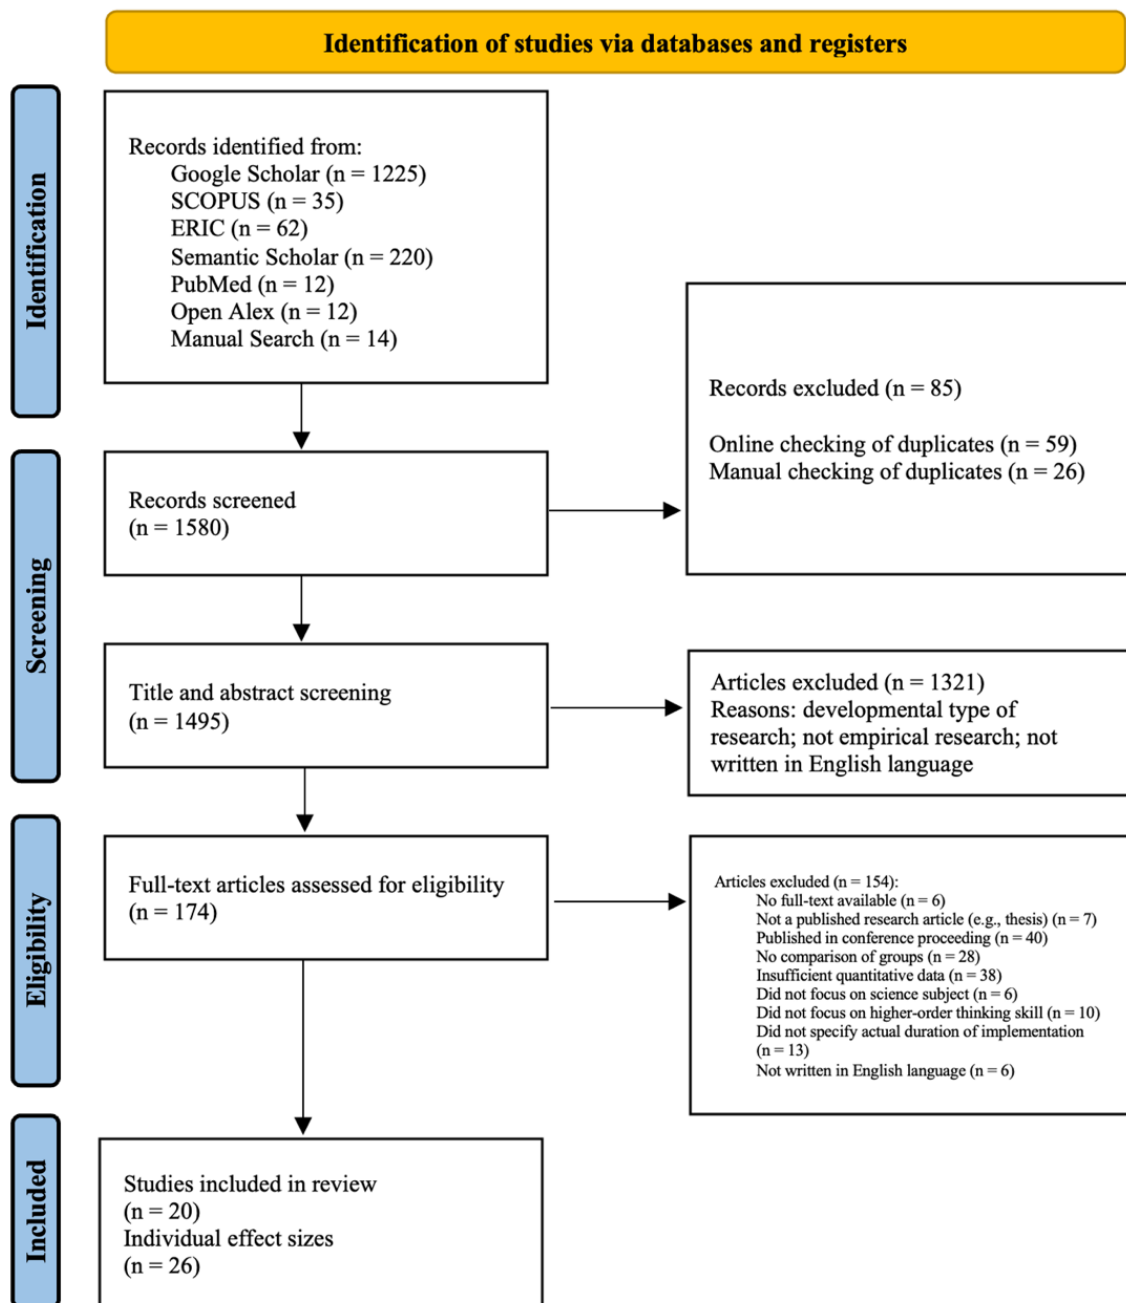 Identification of studies via databases and registers
Identification
Records identified from:
Google Scholar (n = 1225)
SCOPUS (n = 35)
ERIC (n = 62)
Semantic Scholar (n = 220)
PubMed (n = 12)
Open Alex (n = 12)
Manual Search (n = 14)
Records excluded (n = 85)
Online checking of duplicates (n = 59)
Manual checking of duplicates (n = 26)
Screening
Records screened
(n = 1580)
Title and abstract screening
(n = 1495)
Articles excluded (n = 1321)
Reasons: developmental type of
research; not empirical research; not
written in English language
Eligibility
Full-text articles assessed for eligibility
(n = 174)
Articles excluded (n = 154):
No full-text available (n = 6)
Not a published research article (e.g., thesis) (n = 7)
Published in conference proceeding (n = 40)
No comparison of groups (n = 28)
Insufficient quantitative data (n = 38)
Did not focus on science subject (n = 6)
Did not focus on higher-order thinking skill (n = 10)
Did not specify actual duration of implementation
(n = 13)
Not written in English language (n = 6)
Included
Studies included in review
(n = 20)
Individual effect sizes
(n = 26)